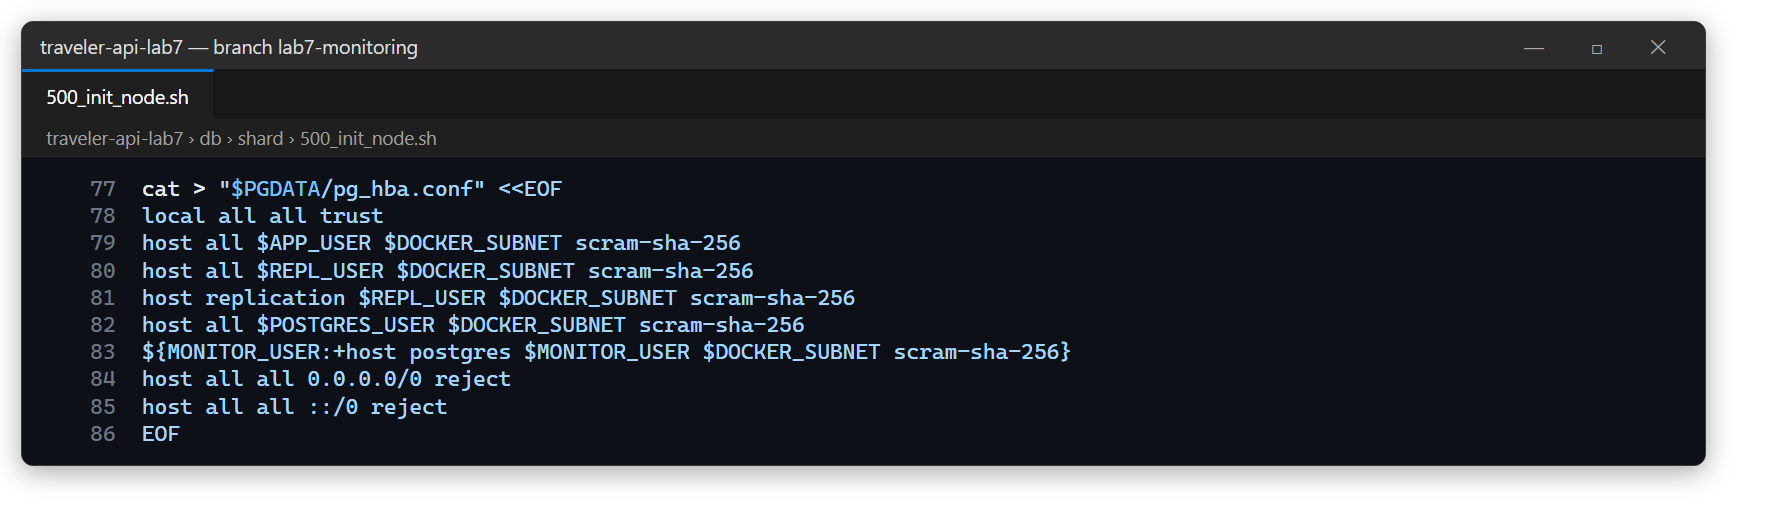 traveler-api-lab7 — branch lab7-monitoring
500_init_node.sh
traveler-api-lab7 › db › shard › 500_init_node.sh
77 cat > "$PGDATA/pg_hba.conf" <<EOF
78 local all all trust
79 host all $APP_USER $DOCKER_SUBNET scram-sha-256
80 host all $REPL_USER $DOCKER_SUBNET scram-sha-256
81 host replication $REPL_USER $DOCKER_SUBNET scram-sha-256
82 host all $POSTGRES_USER $DOCKER_SUBNET scram-sha-256
83 ${MONITOR_USER:+host postgres $MONITOR_USER $DOCKER_SUBNET scram-sha-256}
84 host all all 0.0.0.0/0 reject
85 host all all ::/0 reject
86 EOF